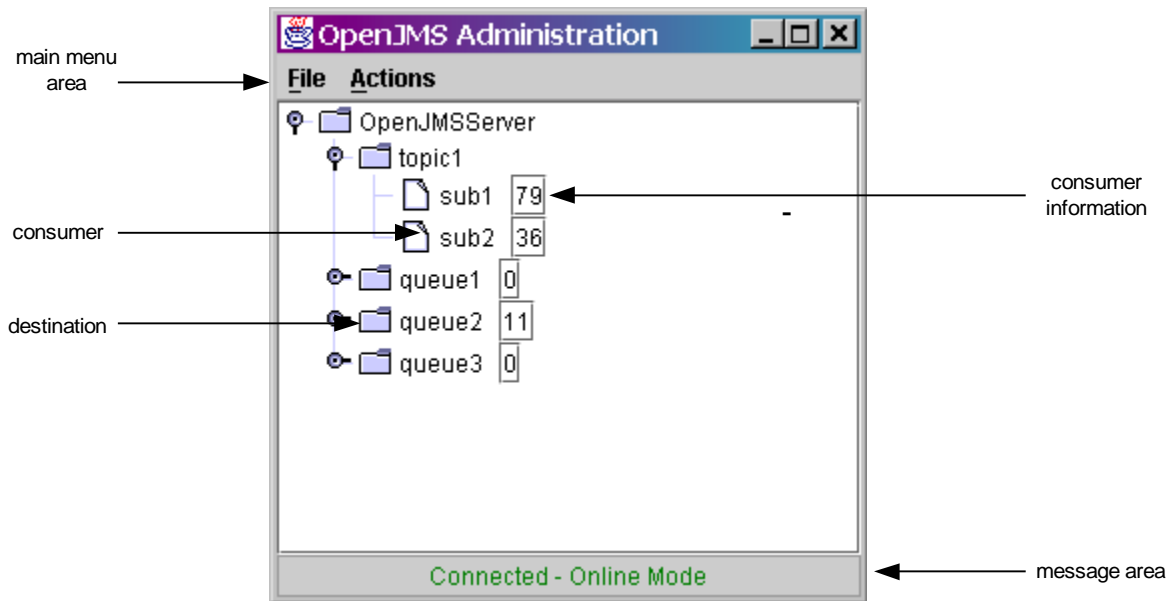 OpenJMS Administration
main menu
area
File Actions
OpenJMSServer
topic1
sub1 79
consumer
information
consumer
sub2 36
queue1 0
destination
queue2 11
queue3 0
Connected - Online Mode
message area